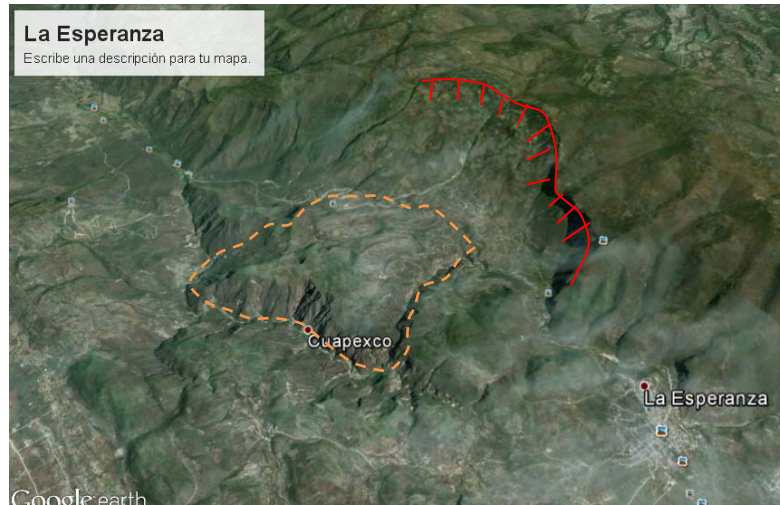 La Esperanza
Escribe una descripción para tu mapa.
Cuapexco
La Esperanza
Google earth